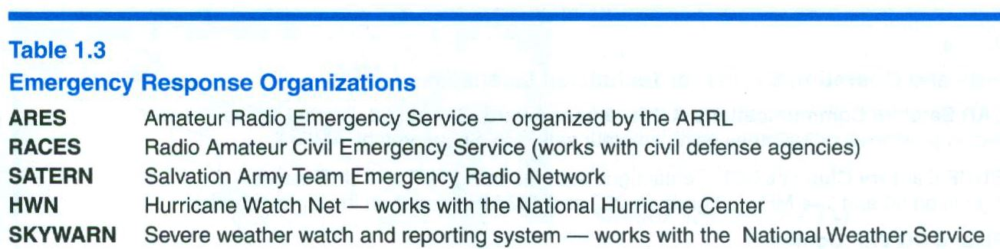 Table 1.3
Emergency Response Organizations
ARES Amateur Radio Emergency Service — organized by the ARRL
RACES Radio Amateur Civil Emergency Service (works with civil defense agencies)
SATERN Salvation Army Team Emergency Radio Network
HWN Hurricane Watch Net — works with the National Hurricane Center
SKYWARN Severe weather watch and reporting system — works with the National Weather Service